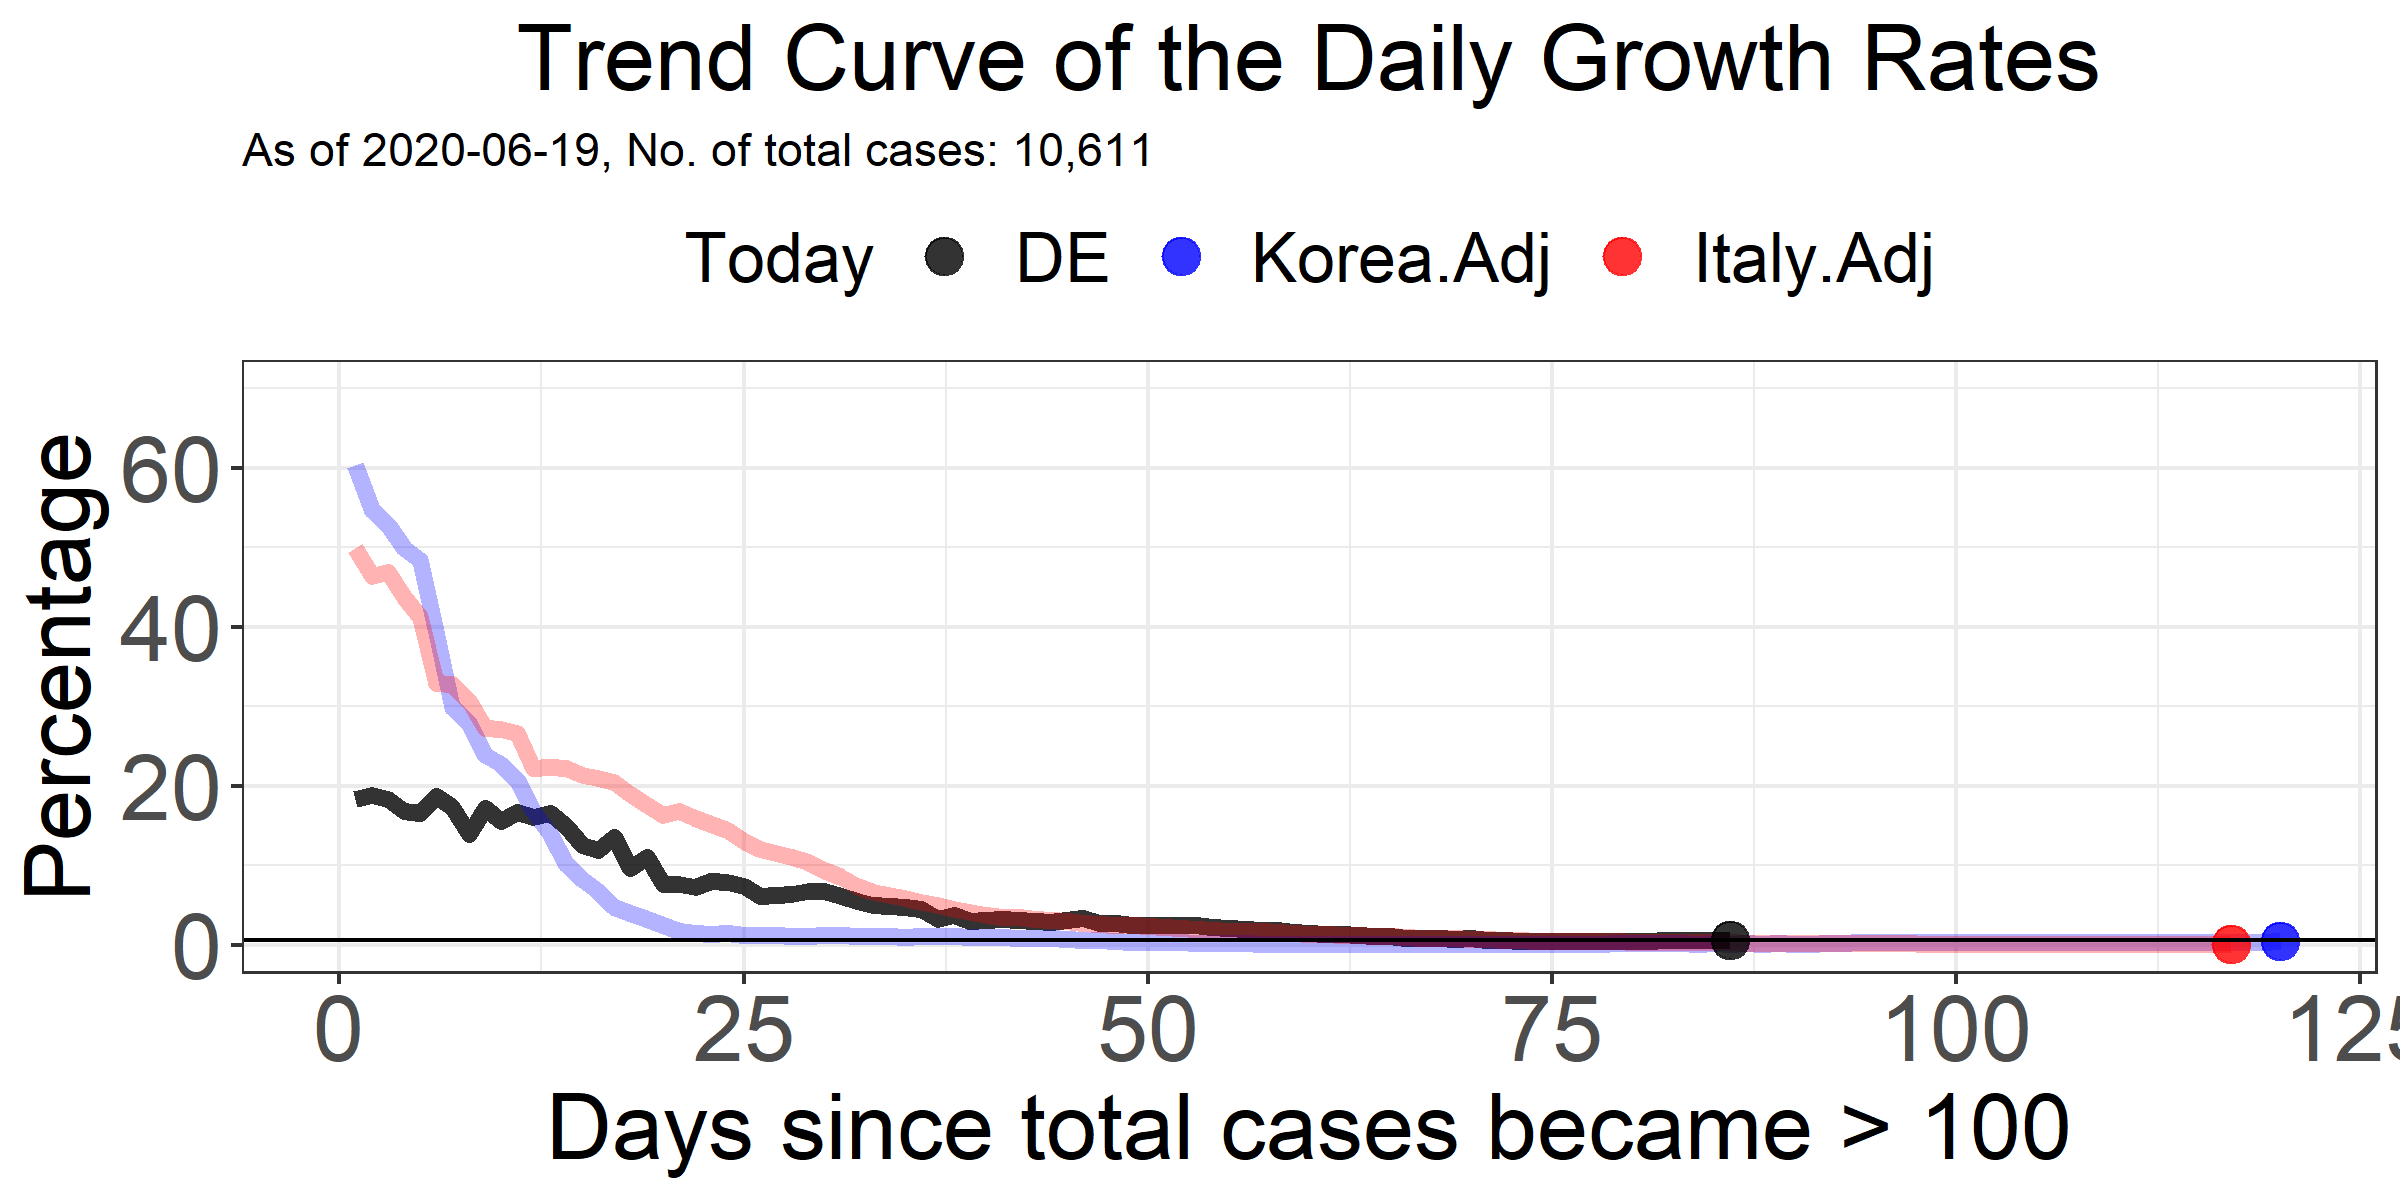 Trend Curve of the Daily Growth Rates
As of 2020-06-19, No. of total cases: 10,611
Today DE Korea.Adj Italy.Adj
Percentage
60
40
20
0
0 25 50 75 100 125
Days since total cases became > 100